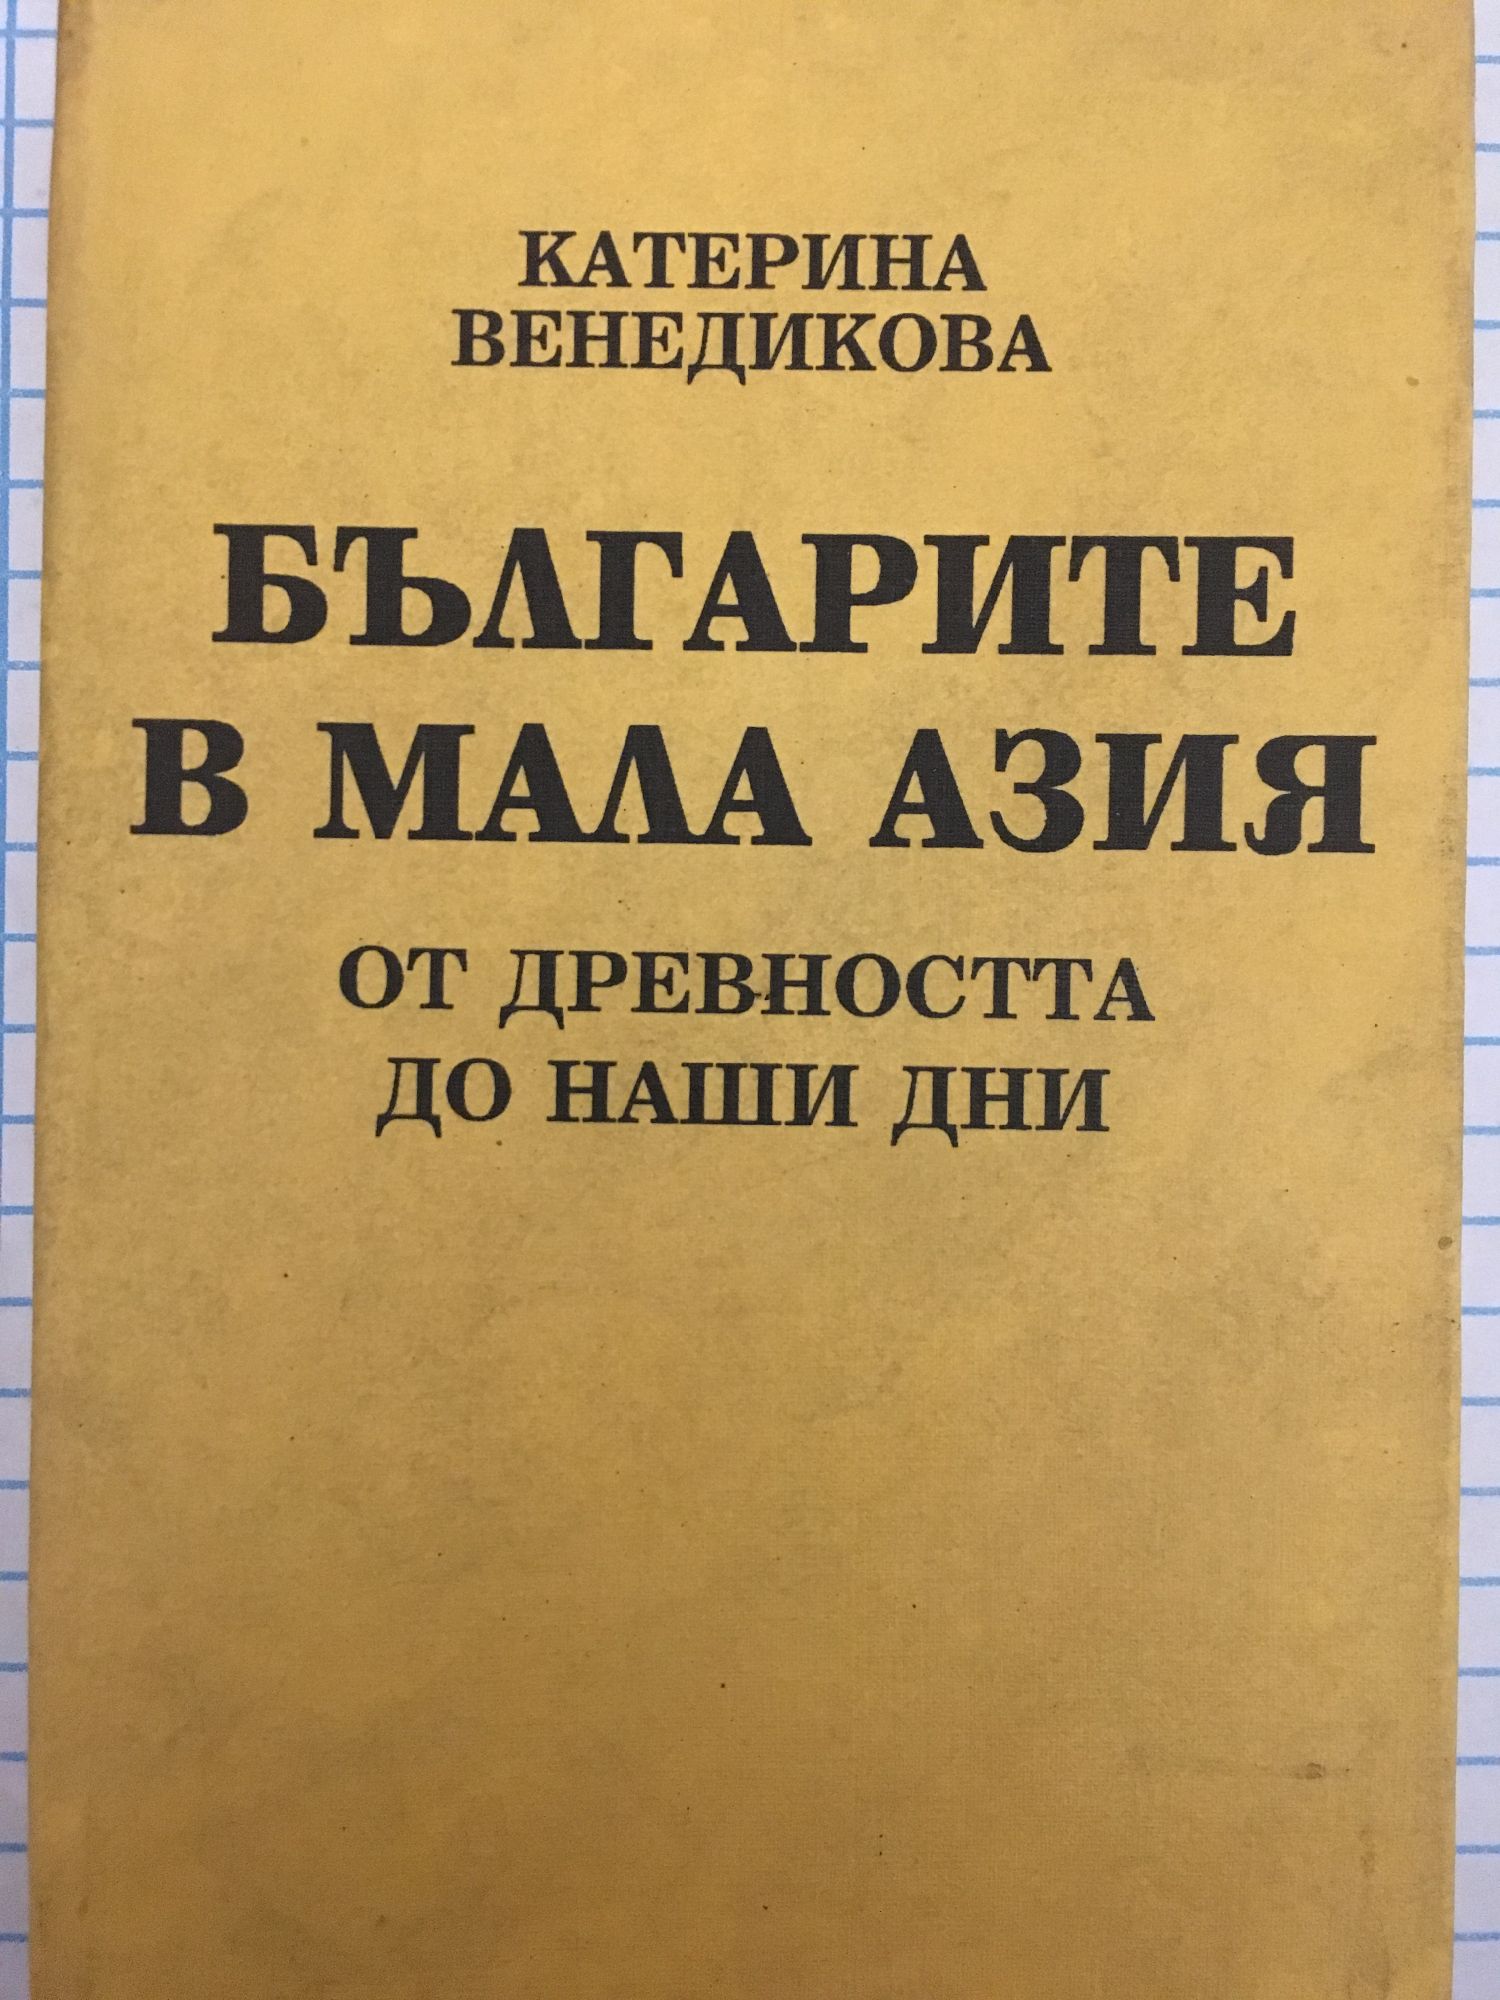 КАТЕРИНА
ВЕНЕДИКОВА
БЪЛГАРИТЕ
В МАЛА АЗИЯ
ОТ ДРЕВНОСТТА
ДО НАШИ ДНИ